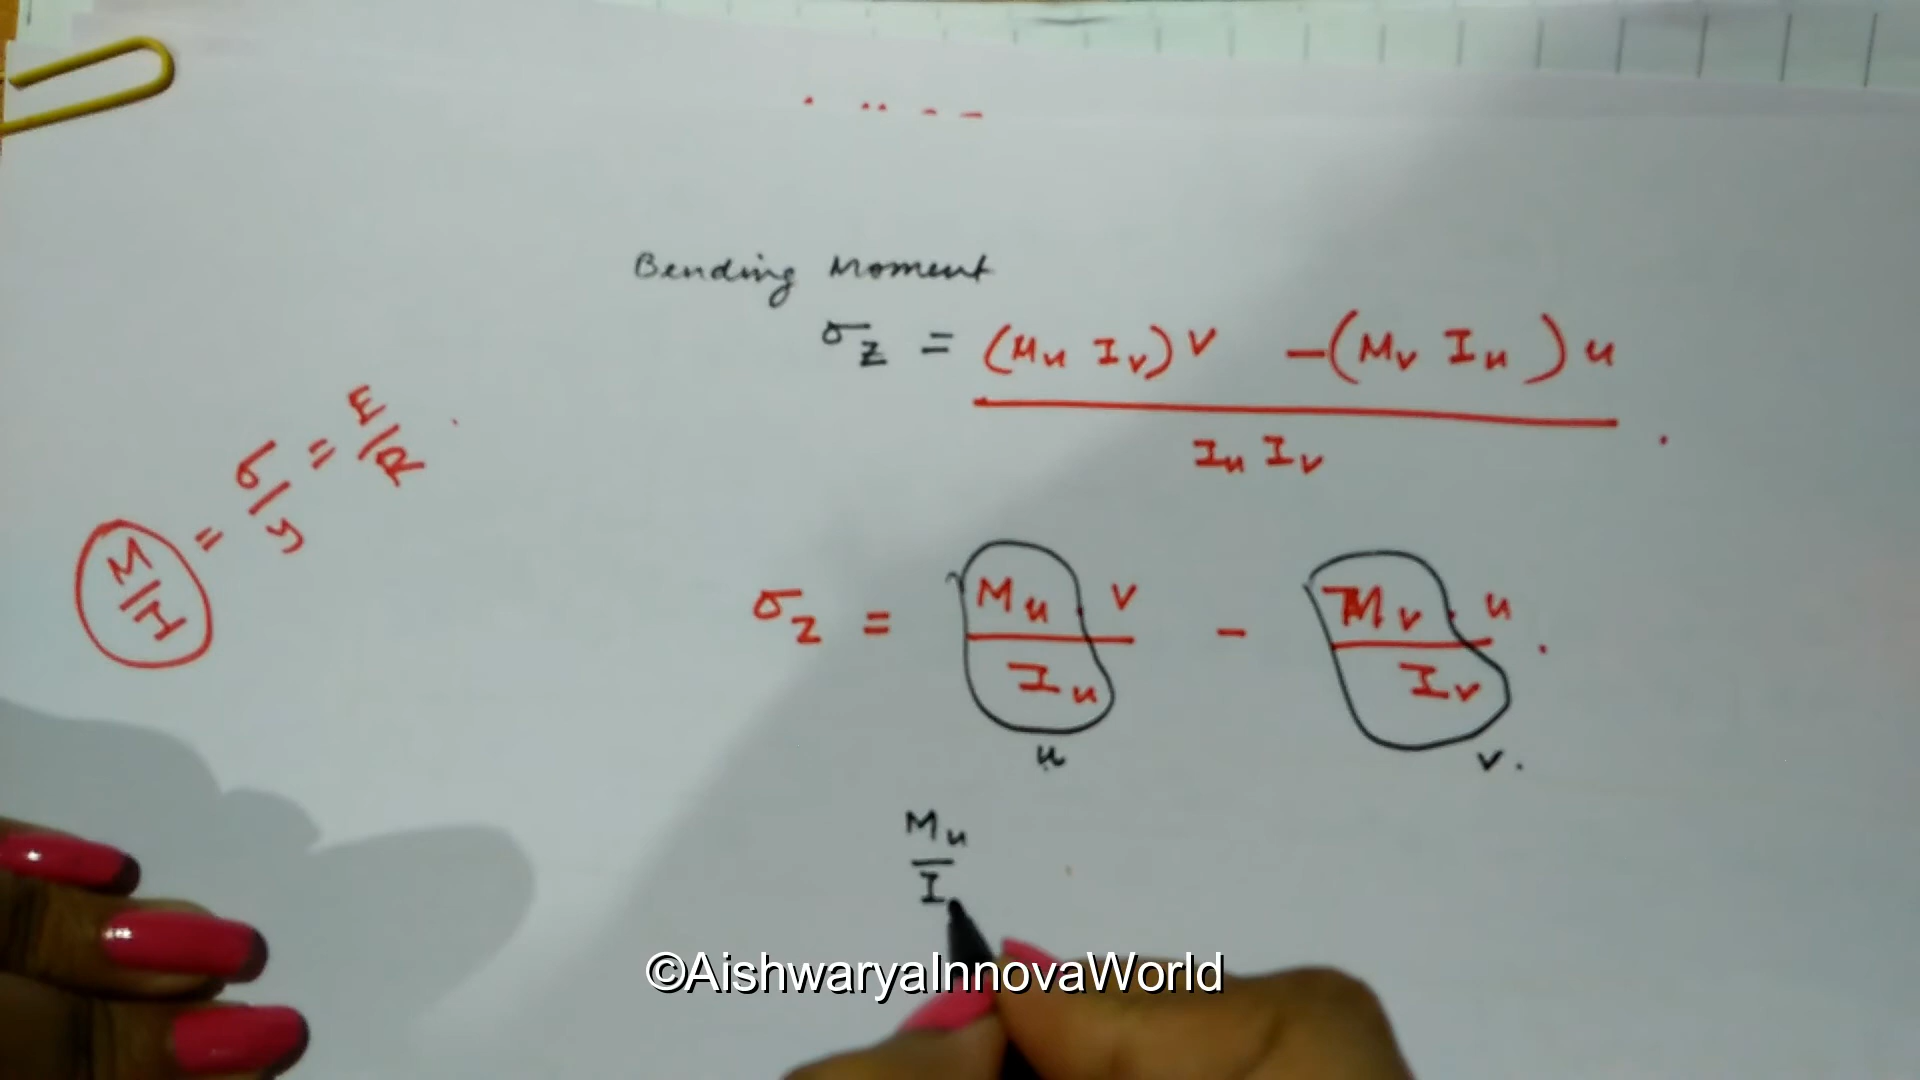 Bending Moment
σz = (Mu Iv) v - (Mv Iu) u / Iu Iv .
M/I = σ/y = E/R .
σz = Mu . v / Iu - Mv . u / Iv .
u
v .
Mu / I
©AishwaryaInnovaWorld